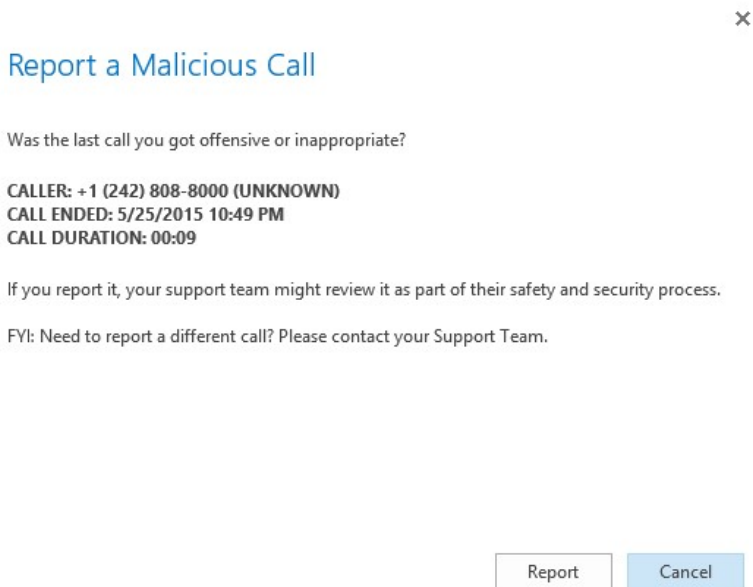 Report a Malicious Call
Was the last call you got offensive or inappropriate?
CALLER: +1 (242) 808-8000 (UNKNOWN)
CALL ENDED: 5/25/2015 10:49 PM
CALL DURATION: 00:09
If you report it, your support team might review it as part of their safety and security process.
FYI: Need to report a different call? Please contact your Support Team.
Report
Cancel